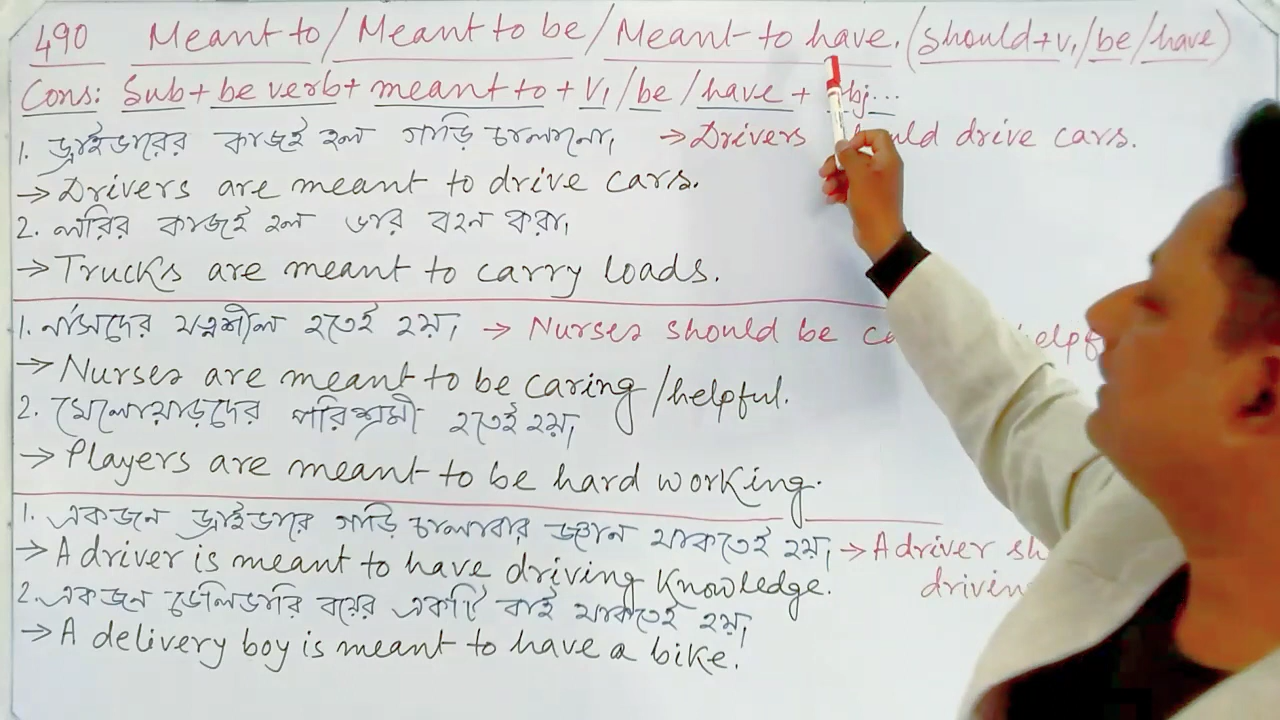 490 Meant to/Meant to be/Meant to have. (should+v₁/be/have)
Cons: Sub+be verb+meant to+V₁/be/have+ obj...
1. ড্রাইভারের কাজই হল গাড়ি চালানো। → Drivers should drive cars.
→ Drivers are meant to drive cars.
2. লরির কাজই হল ভার বহন করা।
→ Trucks are meant to carry loads.
1. নার্সদের যত্নশীল হতেই হয়। → Nurses should be
→ Nurses are meant to be caring/helpful.
2. খেলোয়াড়দের পরিশ্রমী হতেই হয়।
→ Players are meant to be hard working.
1. একজন ড্রাইভারে গাড়ি চালাবার জ্ঞান থাকতেই হয়। → A driver
→ A driver is meant to have driving knowledge. driving
2. একজন ডেলিভারি বয়ের একটি বাই থাকতেই হয়।
→ A delivery boy is meant to have a bike.